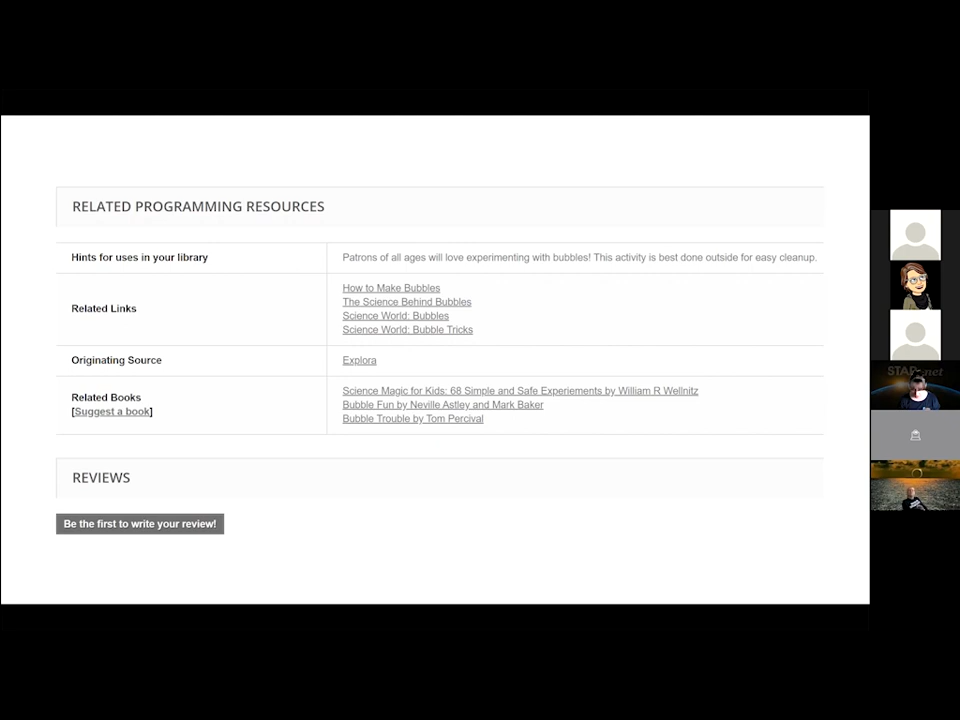 RELATED PROGRAMMING RESOURCES
Hints for uses in your library
Patrons of all ages will love experimenting with bubbles! This activity is best done outside for easy cleanup.
Related Links
How to Make Bubbles
The Science Behind Bubbles
Science World: Bubbles
Science World: Bubble Tricks
Originating Source
Explora
Related Books
[Suggest a book]
Science Magic for Kids: 68 Simple and Safe Experiements by William R Wellnitz
Bubble Fun by Neville Astley and Mark Baker
Bubble Trouble by Tom Percival
REVIEWS
Be the first to write your review!